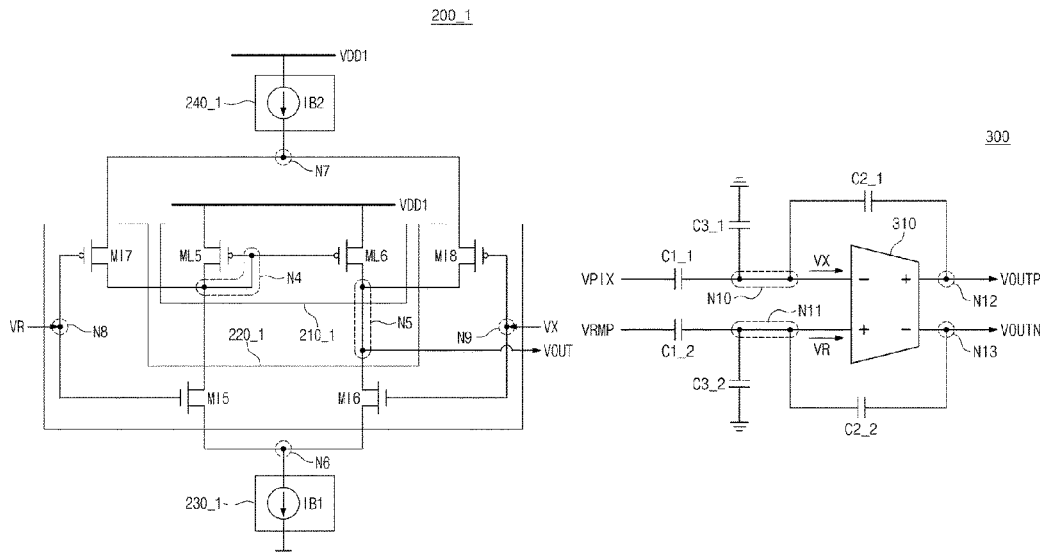 200_1
VDD1
240_1
IB2
N7
VDD1
MI7
ML5
ML6
MI8
N4
VR
N8
N5
N9
VX
220_1
210_1
VOUT
MI5
MI6
N6
230_1
IB1
300
C2_1
C3_1
310
C1_1
VX
VPIX
VOUTP
N10
N11
N12
VRMP
VOUTN
C1_2
VR
N13
C3_2
C2_2
− +
+ −